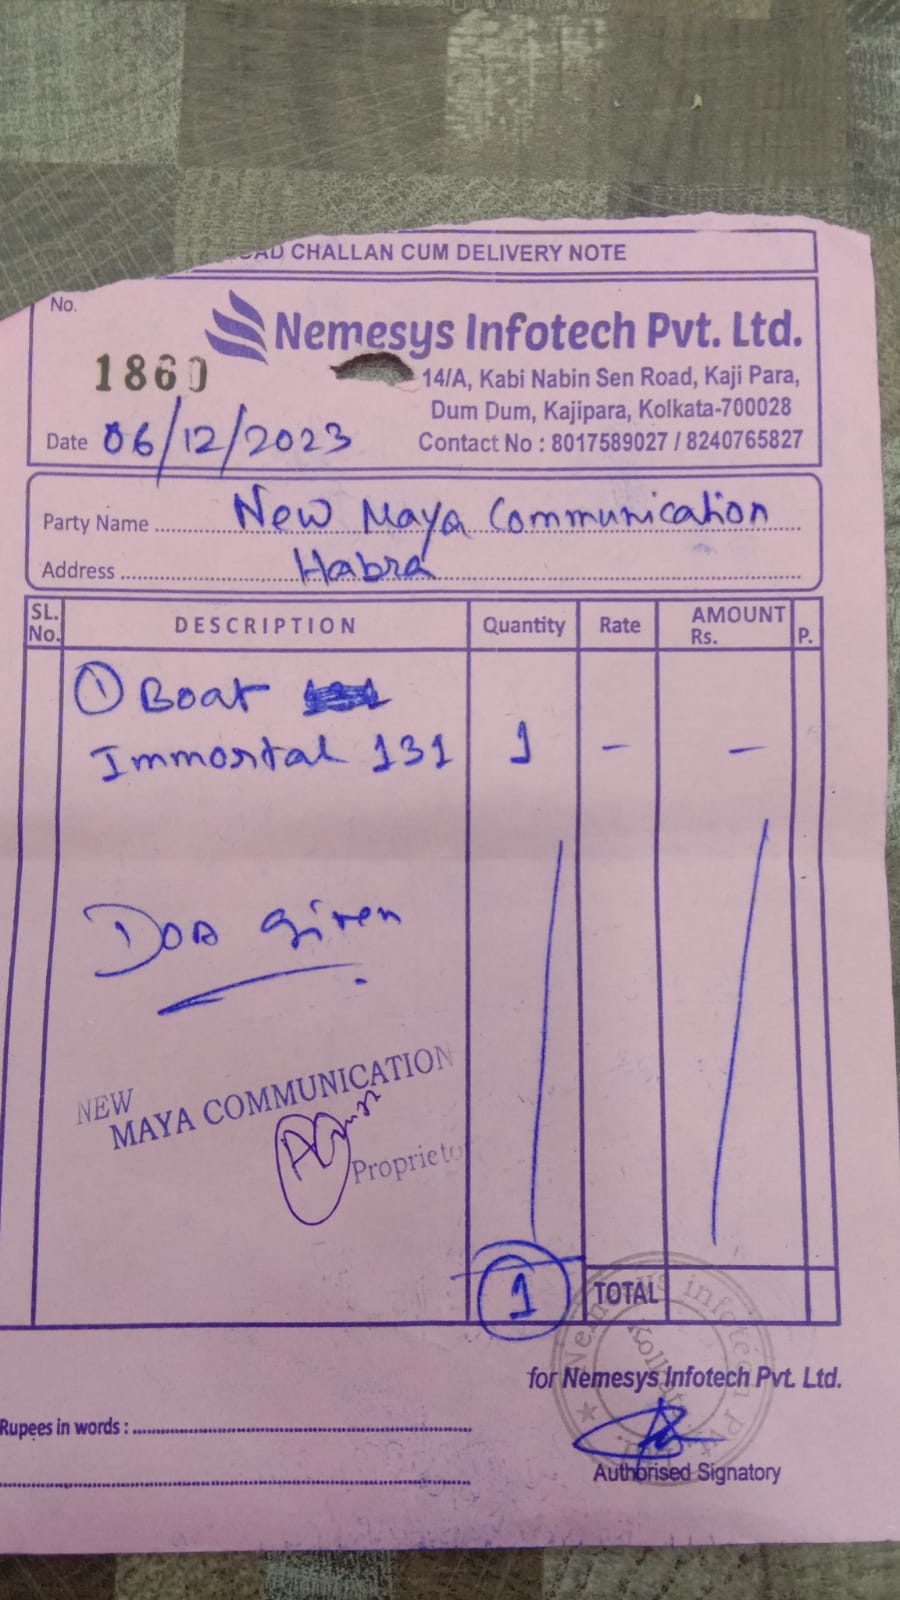 AD CHALLAN CUM DELIVERY NOTE
No.
1860
Nemesys Infotech Pvt. Ltd.
14/A, Kabi Nabin Sen Road, Kaji Para,
Dum Dum, Kajipara, Kolkata-700028
Contact No : 8017589027 / 8240765827
Date 06/12/2023
Party Name New Maya Communication
Address Habra
SL. No. DESCRIPTION Quantity Rate AMOUNT Rs. P.
① Boat
Immortal 131 1 – –
DOA given
NEW
MAYA COMMUNICATION
Proprieto
1 TOTAL
Nemesys Infotech Pvt. Ltd.
Kolkata
for Nemesys Infotech Pvt. Ltd.
Rupees in words :
Authorised Signatory